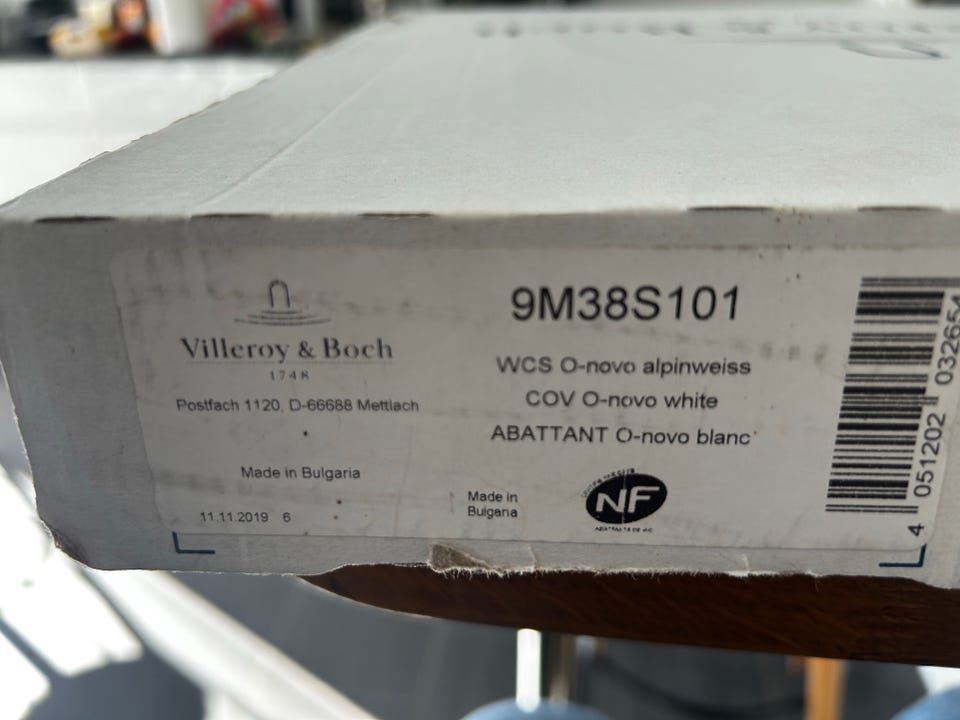 Villeroy & Boch
1748
Postfach 1120, D-66688 Mettlach
Made in Bulgaria
11.11.2019 6
9M38S101
WCS O-novo alpinweiss
COV O-novo white
ABATTANT O-novo blanc
Made in
Bulgaria
NF
4 051202 032654